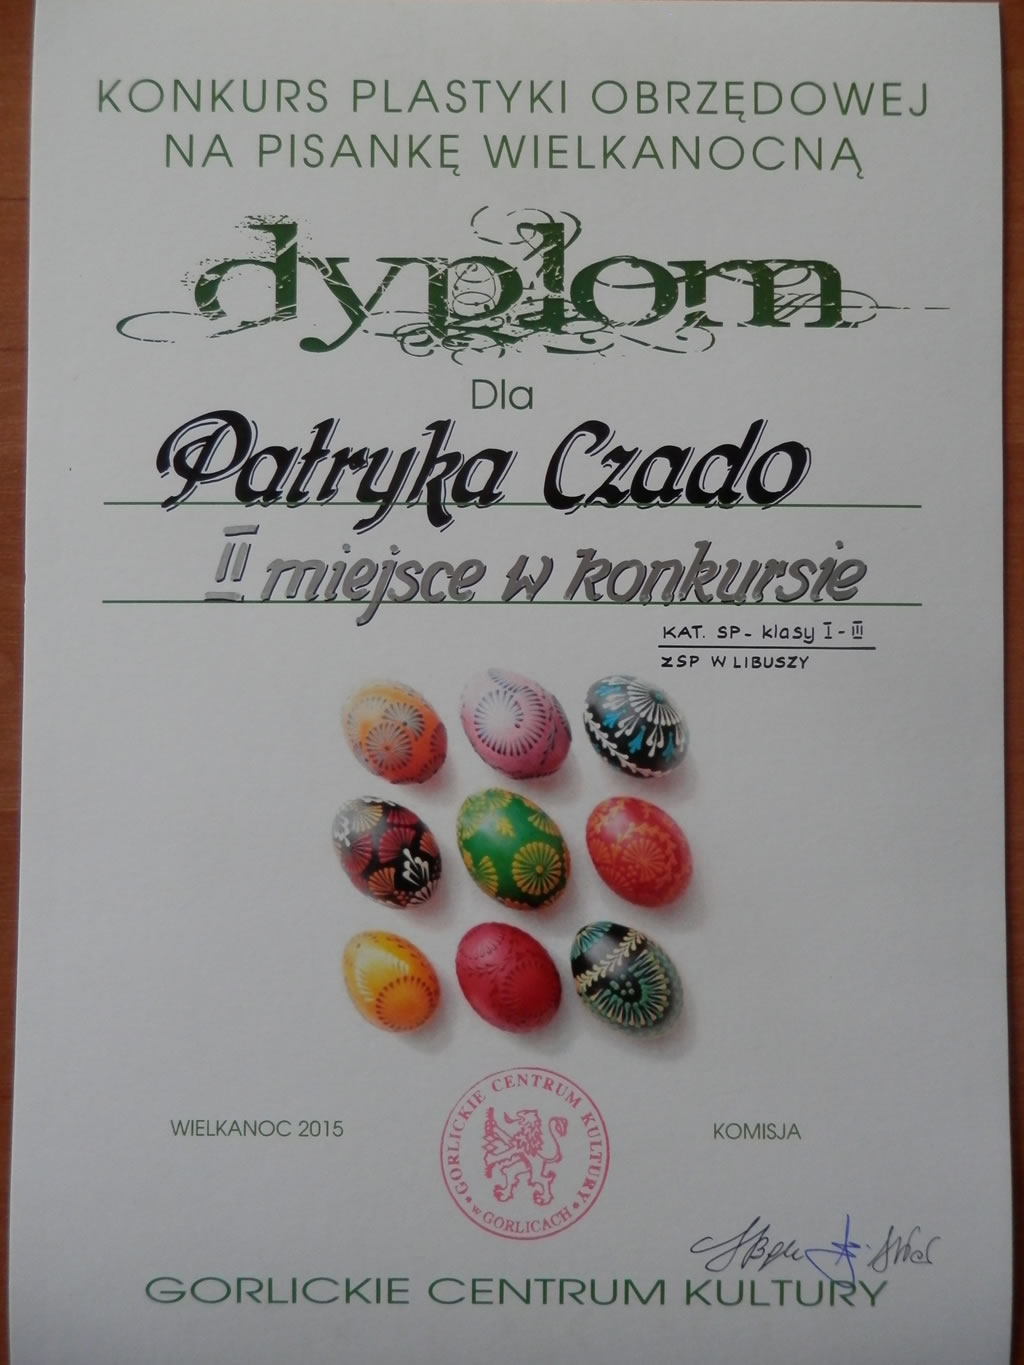 KONKURS PLASTYKI OBRZĘDOWEJ
NA PISANKĘ WIELKANOCNĄ
dyplom
Dla
Patryka Czado
II miejsce w konkursie
KAT. SP - klasy I - III
ZSP W LIBUSZY
GORLICKIE CENTRUM KULTURY
w GORLICACH
WIELKANOC 2015
KOMISJA
GORLICKIE CENTRUM KULTURY